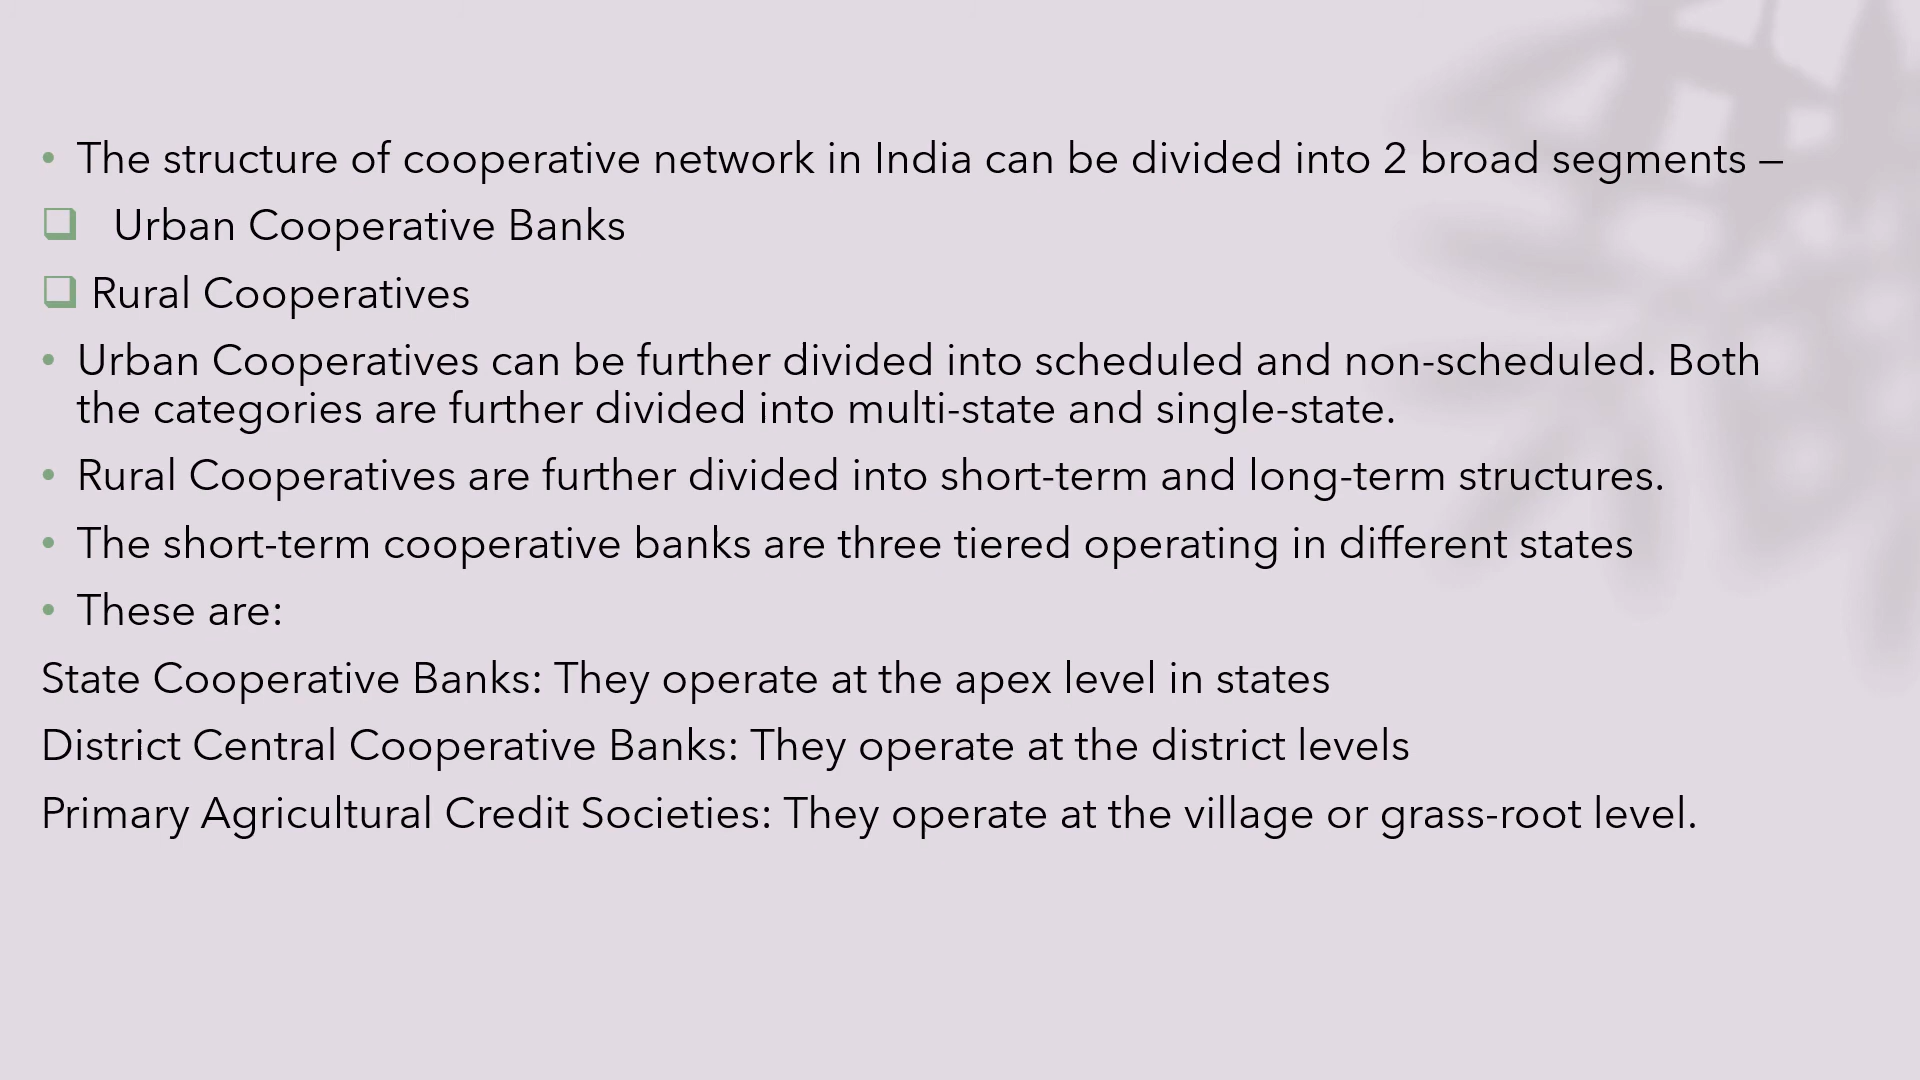 • The structure of cooperative network in India can be divided into 2 broad segments –
❑ Urban Cooperative Banks
❑ Rural Cooperatives
• Urban Cooperatives can be further divided into scheduled and non-scheduled. Both
the categories are further divided into multi-state and single-state.
• Rural Cooperatives are further divided into short-term and long-term structures.
• The short-term cooperative banks are three tiered operating in different states
• These are:
State Cooperative Banks: They operate at the apex level in states
District Central Cooperative Banks: They operate at the district levels
Primary Agricultural Credit Societies: They operate at the village or grass-root level.